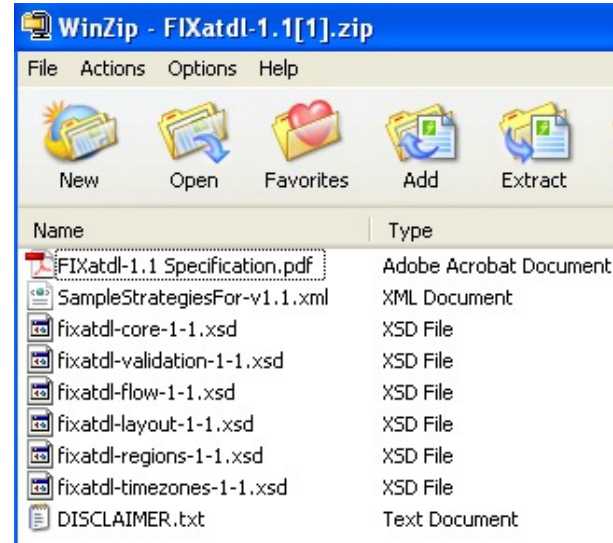 WinZip - FIXatdl-1.1[1].zip
File Actions Options Help
New Open Favorites Add Extract
Name Type
FIXatdl-1.1 Specification.pdf Adobe Acrobat Document
SampleStrategiesFor-v1.1.xml XML Document
fixatdl-core-1-1.xsd XSD File
fixatdl-validation-1-1.xsd XSD File
fixatdl-flow-1-1.xsd XSD File
fixatdl-layout-1-1.xsd XSD File
fixatdl-regions-1-1.xsd XSD File
fixatdl-timezones-1-1.xsd XSD File
DISCLAIMER.txt Text Document